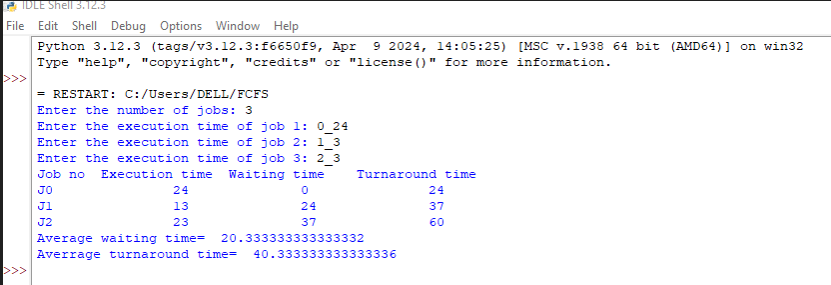 IDLE Shell 3.12.3
File Edit Shell Debug Options Window Help
Python 3.12.3 (tags/v3.12.3:f6650f9, Apr  9 2024, 14:05:25) [MSC v.1938 64 bit (AMD64)] on win32
Type "help", "copyright", "credits" or "license()" for more information.
>>>
= RESTART: C:/Users/DELL/FCFS
Enter the number of jobs: 3
Enter the execution time of job 1: 0_24
Enter the execution time of job 2: 1_3
Enter the execution time of job 3: 2_3
Job no  Execution time  Waiting time    Turnaround time
J0 24 0 24
J1 13 24 37
J2 23 37 60
Average waiting time=  20.333333333333332
Averrage turnaround time=  40.333333333333336
>>>